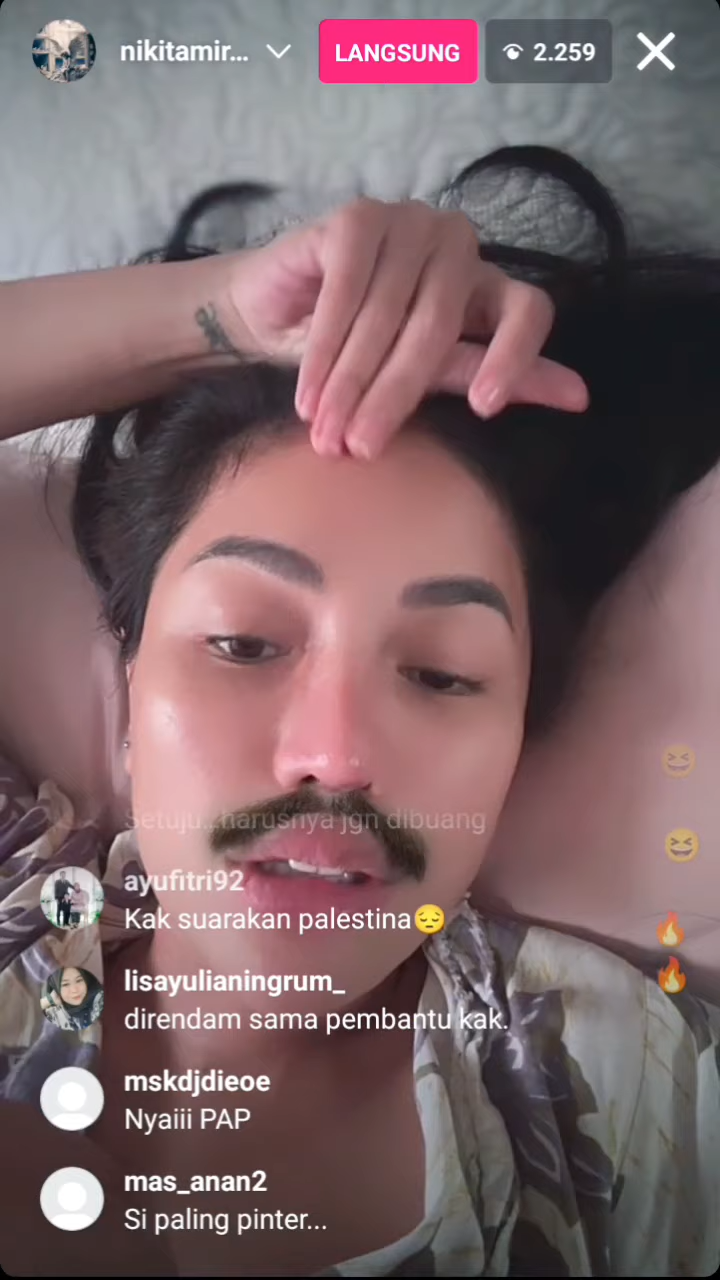 nikitamir...
LANGSUNG
2.259
Setuju...harusnya jgn dibuang
ayufitri92
Kak suarakan palestina😔
lisayulianingrum_
direndam sama pembantu kak.
mskdjdieoe
Nyaiii PAP
mas_anan2
Si paling pinter...